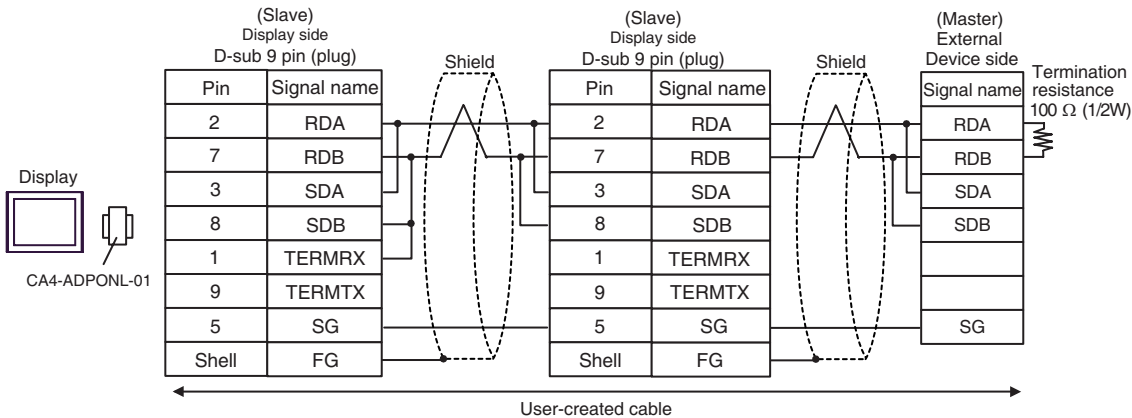 (Slave)
Display side
D-sub 9 pin (plug)
Shield
(Slave)
Display side
D-sub 9 pin (plug)
Shield
(Master)
External
Device side
Termination
resistance
100 Ω (1/2W)
Pin Signal name
2 RDA
7 RDB
3 SDA
8 SDB
1 TERMRX
9 TERMTX
5 SG
Shell FG
Pin Signal name
2 RDA
7 RDB
3 SDA
8 SDB
1 TERMRX
9 TERMTX
5 SG
Shell FG
Signal name
RDA
RDB
SDA
SDB
SG
Display
CA4-ADPONL-01
User-created cable